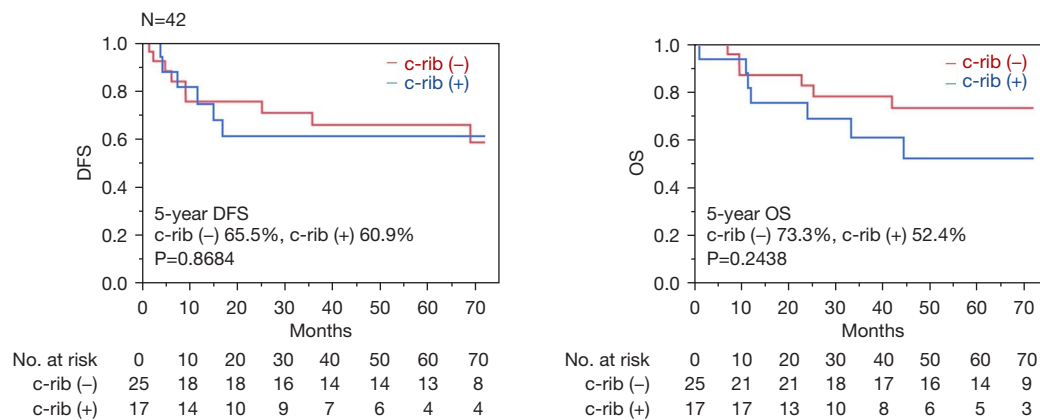 N=42
DFS
1.0
0.8
0.6
0.4
0.2
0.0
c-rib (–)
c-rib (+)
5-year DFS
c-rib (–) 65.5%, c-rib (+) 60.9%
P=0.8684
0 10 20 30 40 50 60 70
Months
No. at risk 0 10 20 30 40 50 60 70
c-rib (–) 25 18 18 16 14 14 13 8
c-rib (+) 17 14 10 9 7 6 4 4
OS
1.0
0.8
0.6
0.4
0.2
0.0
c-rib (–)
c-rib (+)
5-year OS
c-rib (–) 73.3%, c-rib (+) 52.4%
P=0.2438
0 10 20 30 40 50 60 70
Months
No. at risk 0 10 20 30 40 50 60 70
c-rib (–) 25 21 21 18 17 16 14 9
c-rib (+) 17 17 13 10 8 6 5 3